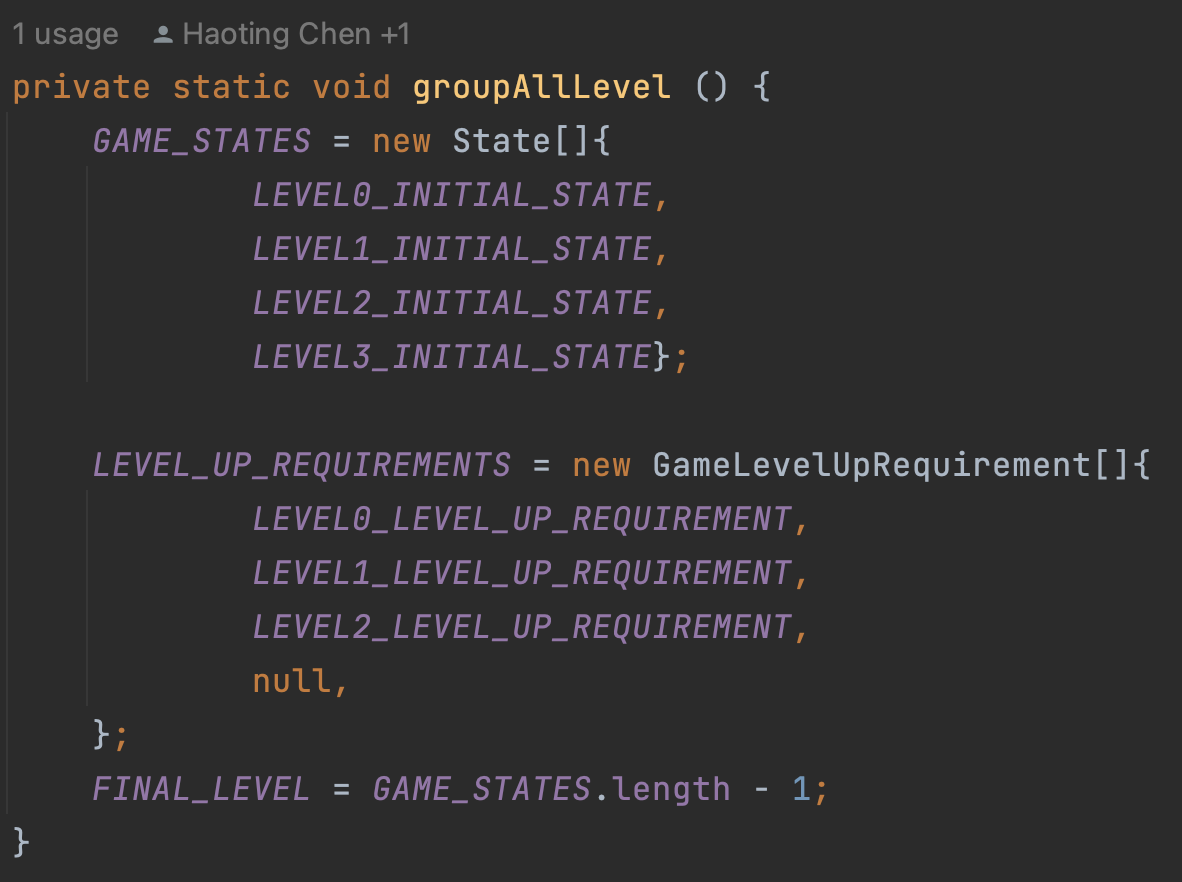 1 usage Haoting Chen +1
private static void groupAllLevel () {
GAME_STATES = new State[]{
LEVEL0_INITIAL_STATE,
LEVEL1_INITIAL_STATE,
LEVEL2_INITIAL_STATE,
LEVEL3_INITIAL_STATE};
LEVEL_UP_REQUIREMENTS = new GameLevelUpRequirement[]{
LEVEL0_LEVEL_UP_REQUIREMENT,
LEVEL1_LEVEL_UP_REQUIREMENT,
LEVEL2_LEVEL_UP_REQUIREMENT,
null,
};
FINAL_LEVEL = GAME_STATES.length - 1;
}